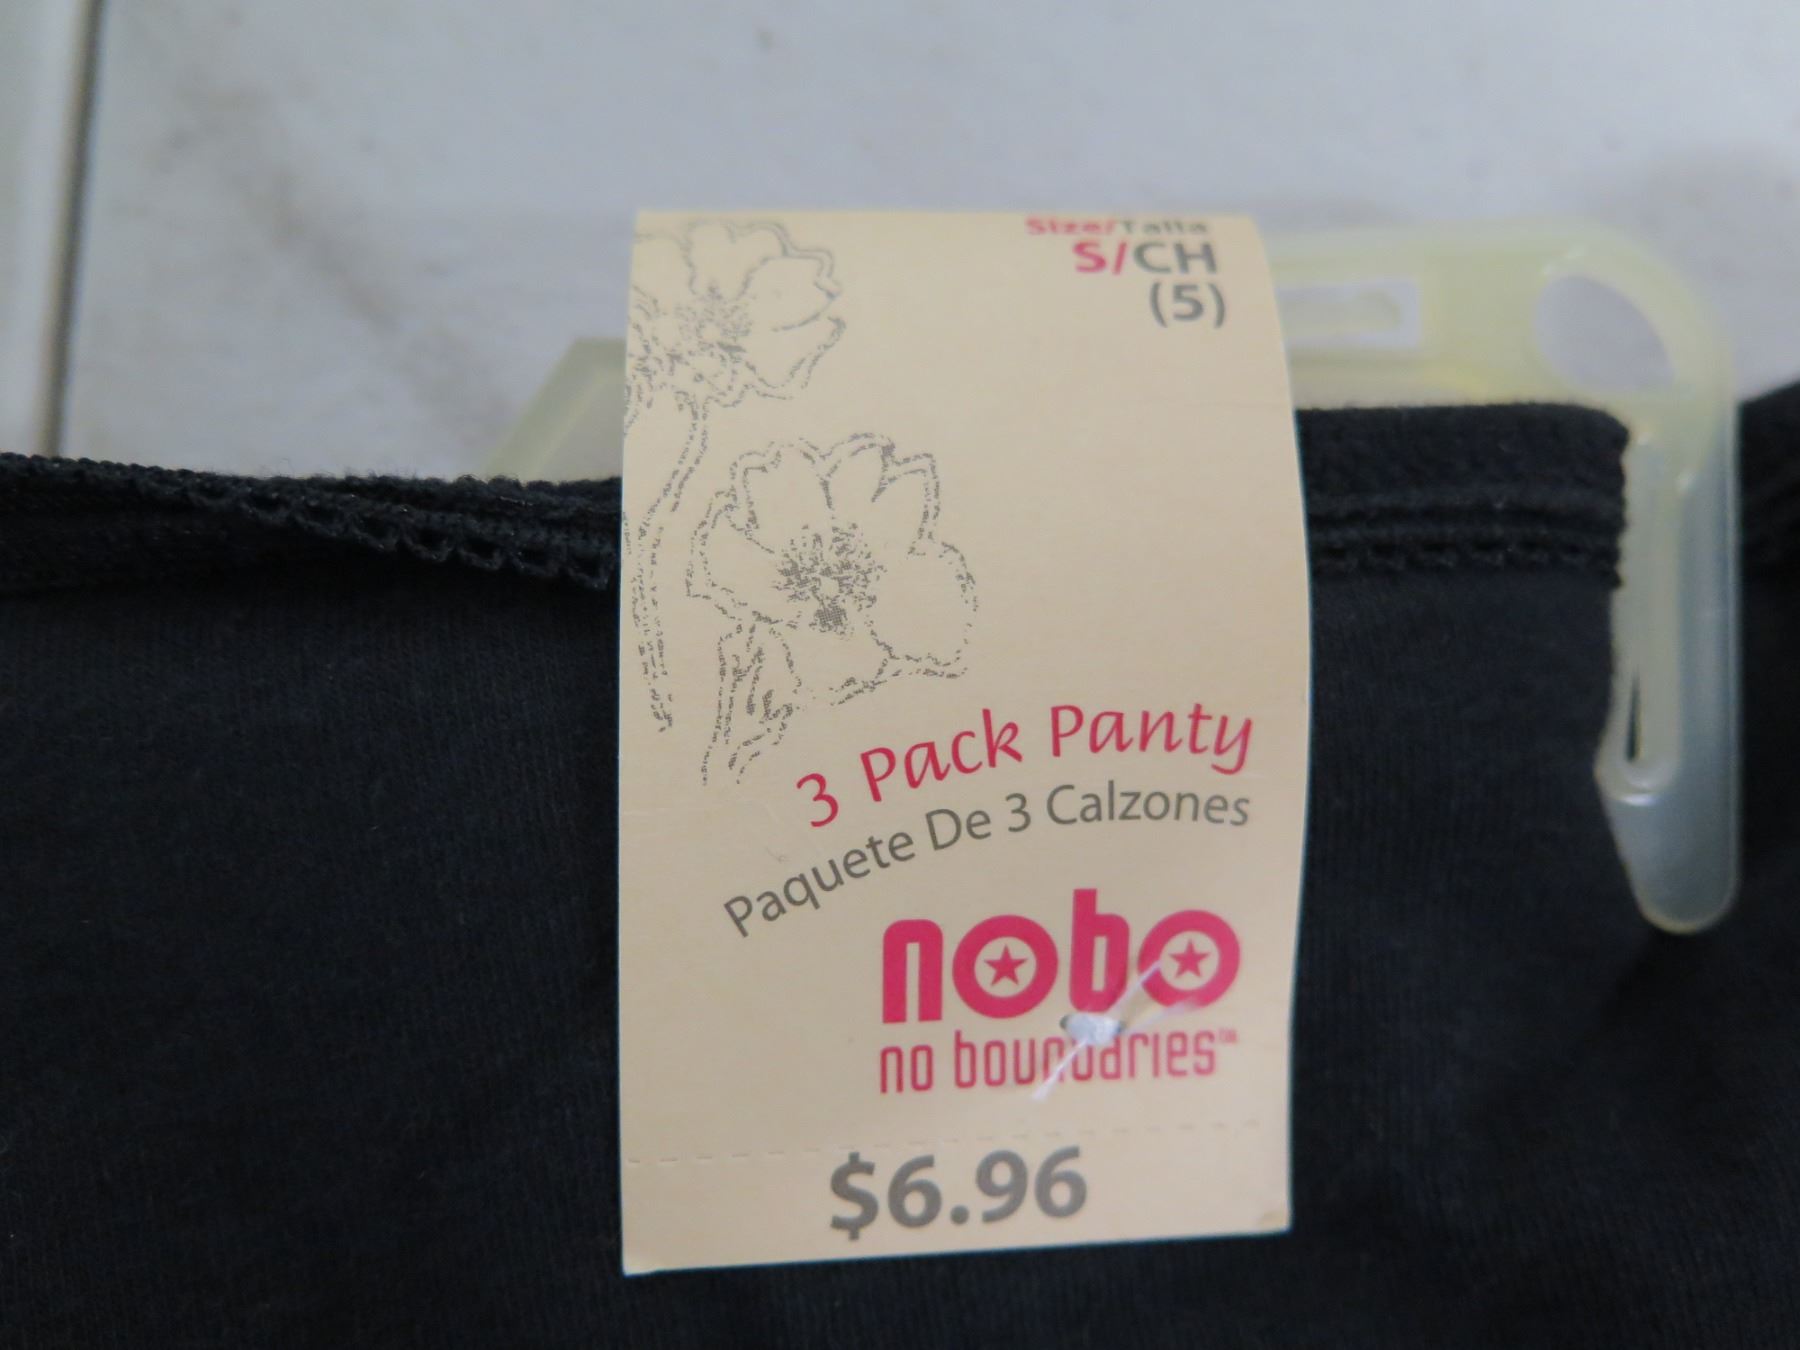 Size/Talla
S/CH
(5)
3 Pack Panty
Paquete De 3 Calzones
nobo
no boundaries™
$6.96